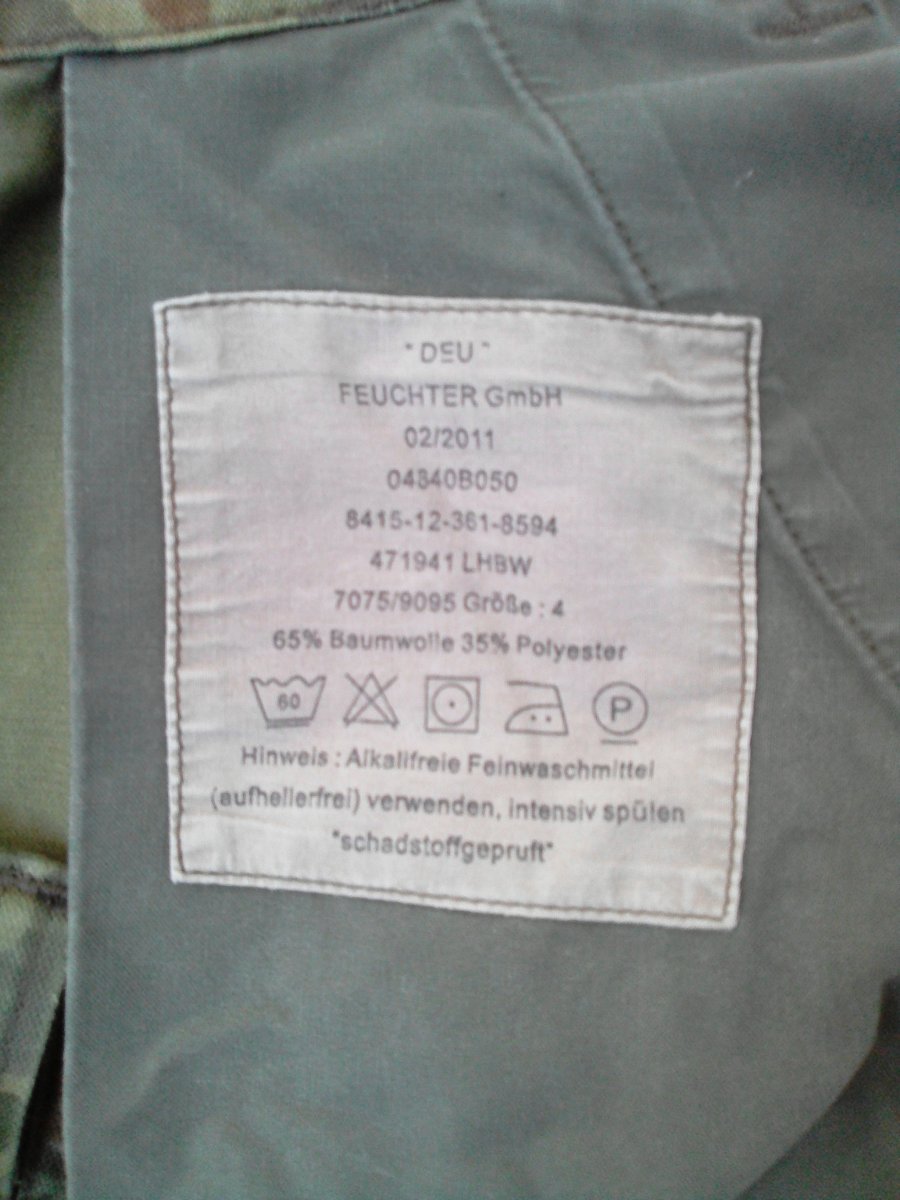 "DEU"
FEUCHTER GmbH
02/2011
04840B050
8415-12-361-8594
471941 LHBW
7075/9095 Größe : 4
65% Baumwolle 35% Polyester
60 P
Hinweis : Alkalifreie Feinwaschmittel
(aufhellerfrei) verwenden, intensiv spülen
"schadstoffgepruft"